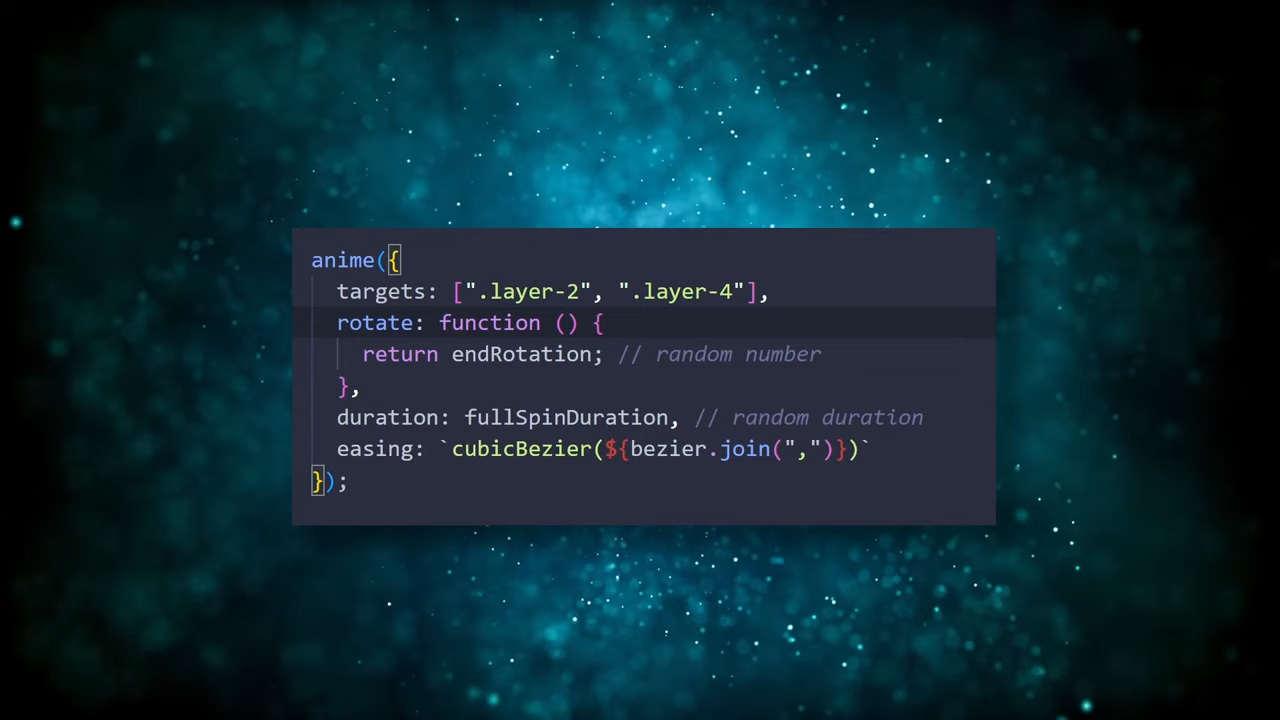 anime({
targets: [".layer-2", ".layer-4"],
rotate: function () {
return endRotation; // random number
},
duration: fullSpinDuration, // random duration
easing: `cubicBezier(${bezier.join(",")})`
});